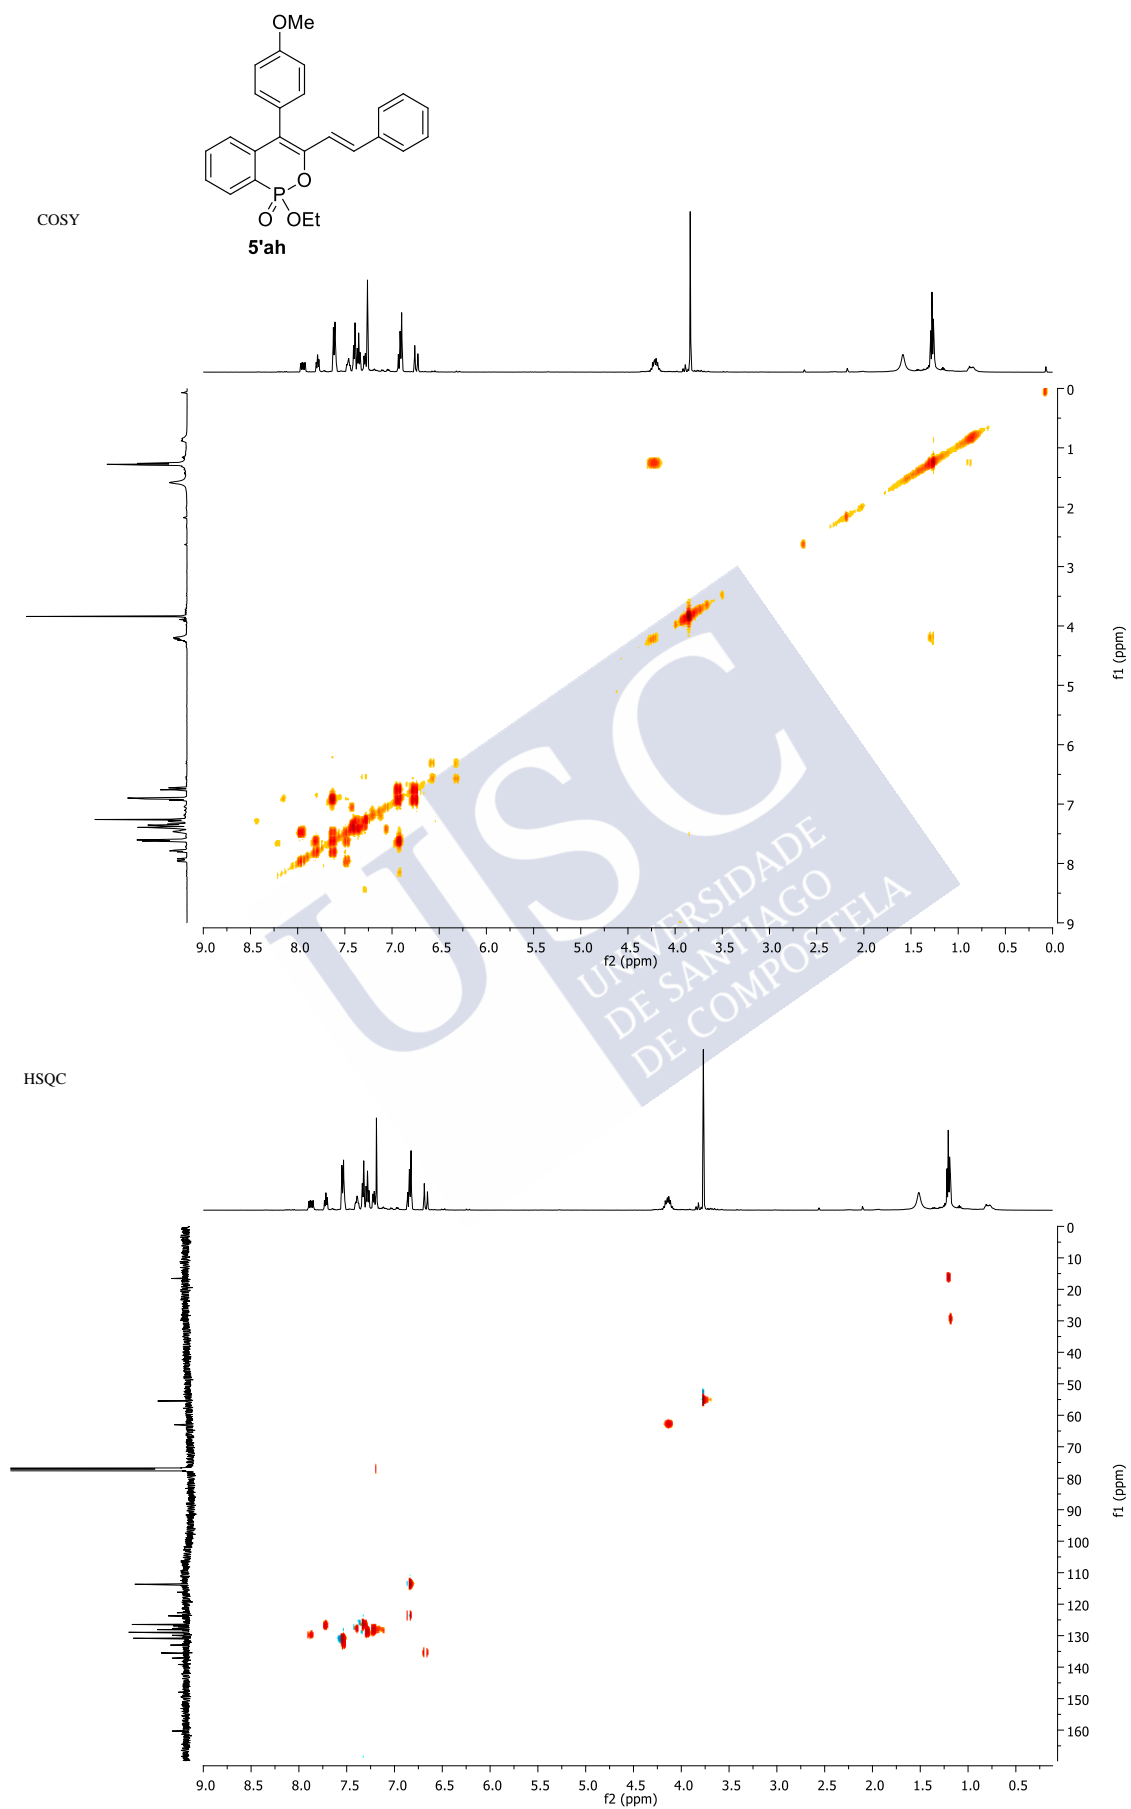 OMe
O
P
O
OEt
5'ah
COSY
0
1
2
3
4
5
6
7
8
9
f1 (ppm)
9.0 8.5 8.0 7.5 7.0 6.5 6.0 5.5 5.0 4.5 4.0 3.5 3.0 2.5 2.0 1.5 1.0 0.5 0.0
f2 (ppm)
USC
UNIVERSIDADE
DE SANTIAGO
DE COMPOSTELA
HSQC
0
10
20
30
40
50
60
70
80
90
100
110
120
130
140
150
160
f1 (ppm)
9.0 8.5 8.0 7.5 7.0 6.5 6.0 5.5 5.0 4.5 4.0 3.5 3.0 2.5 2.0 1.5 1.0 0.5
f2 (ppm)